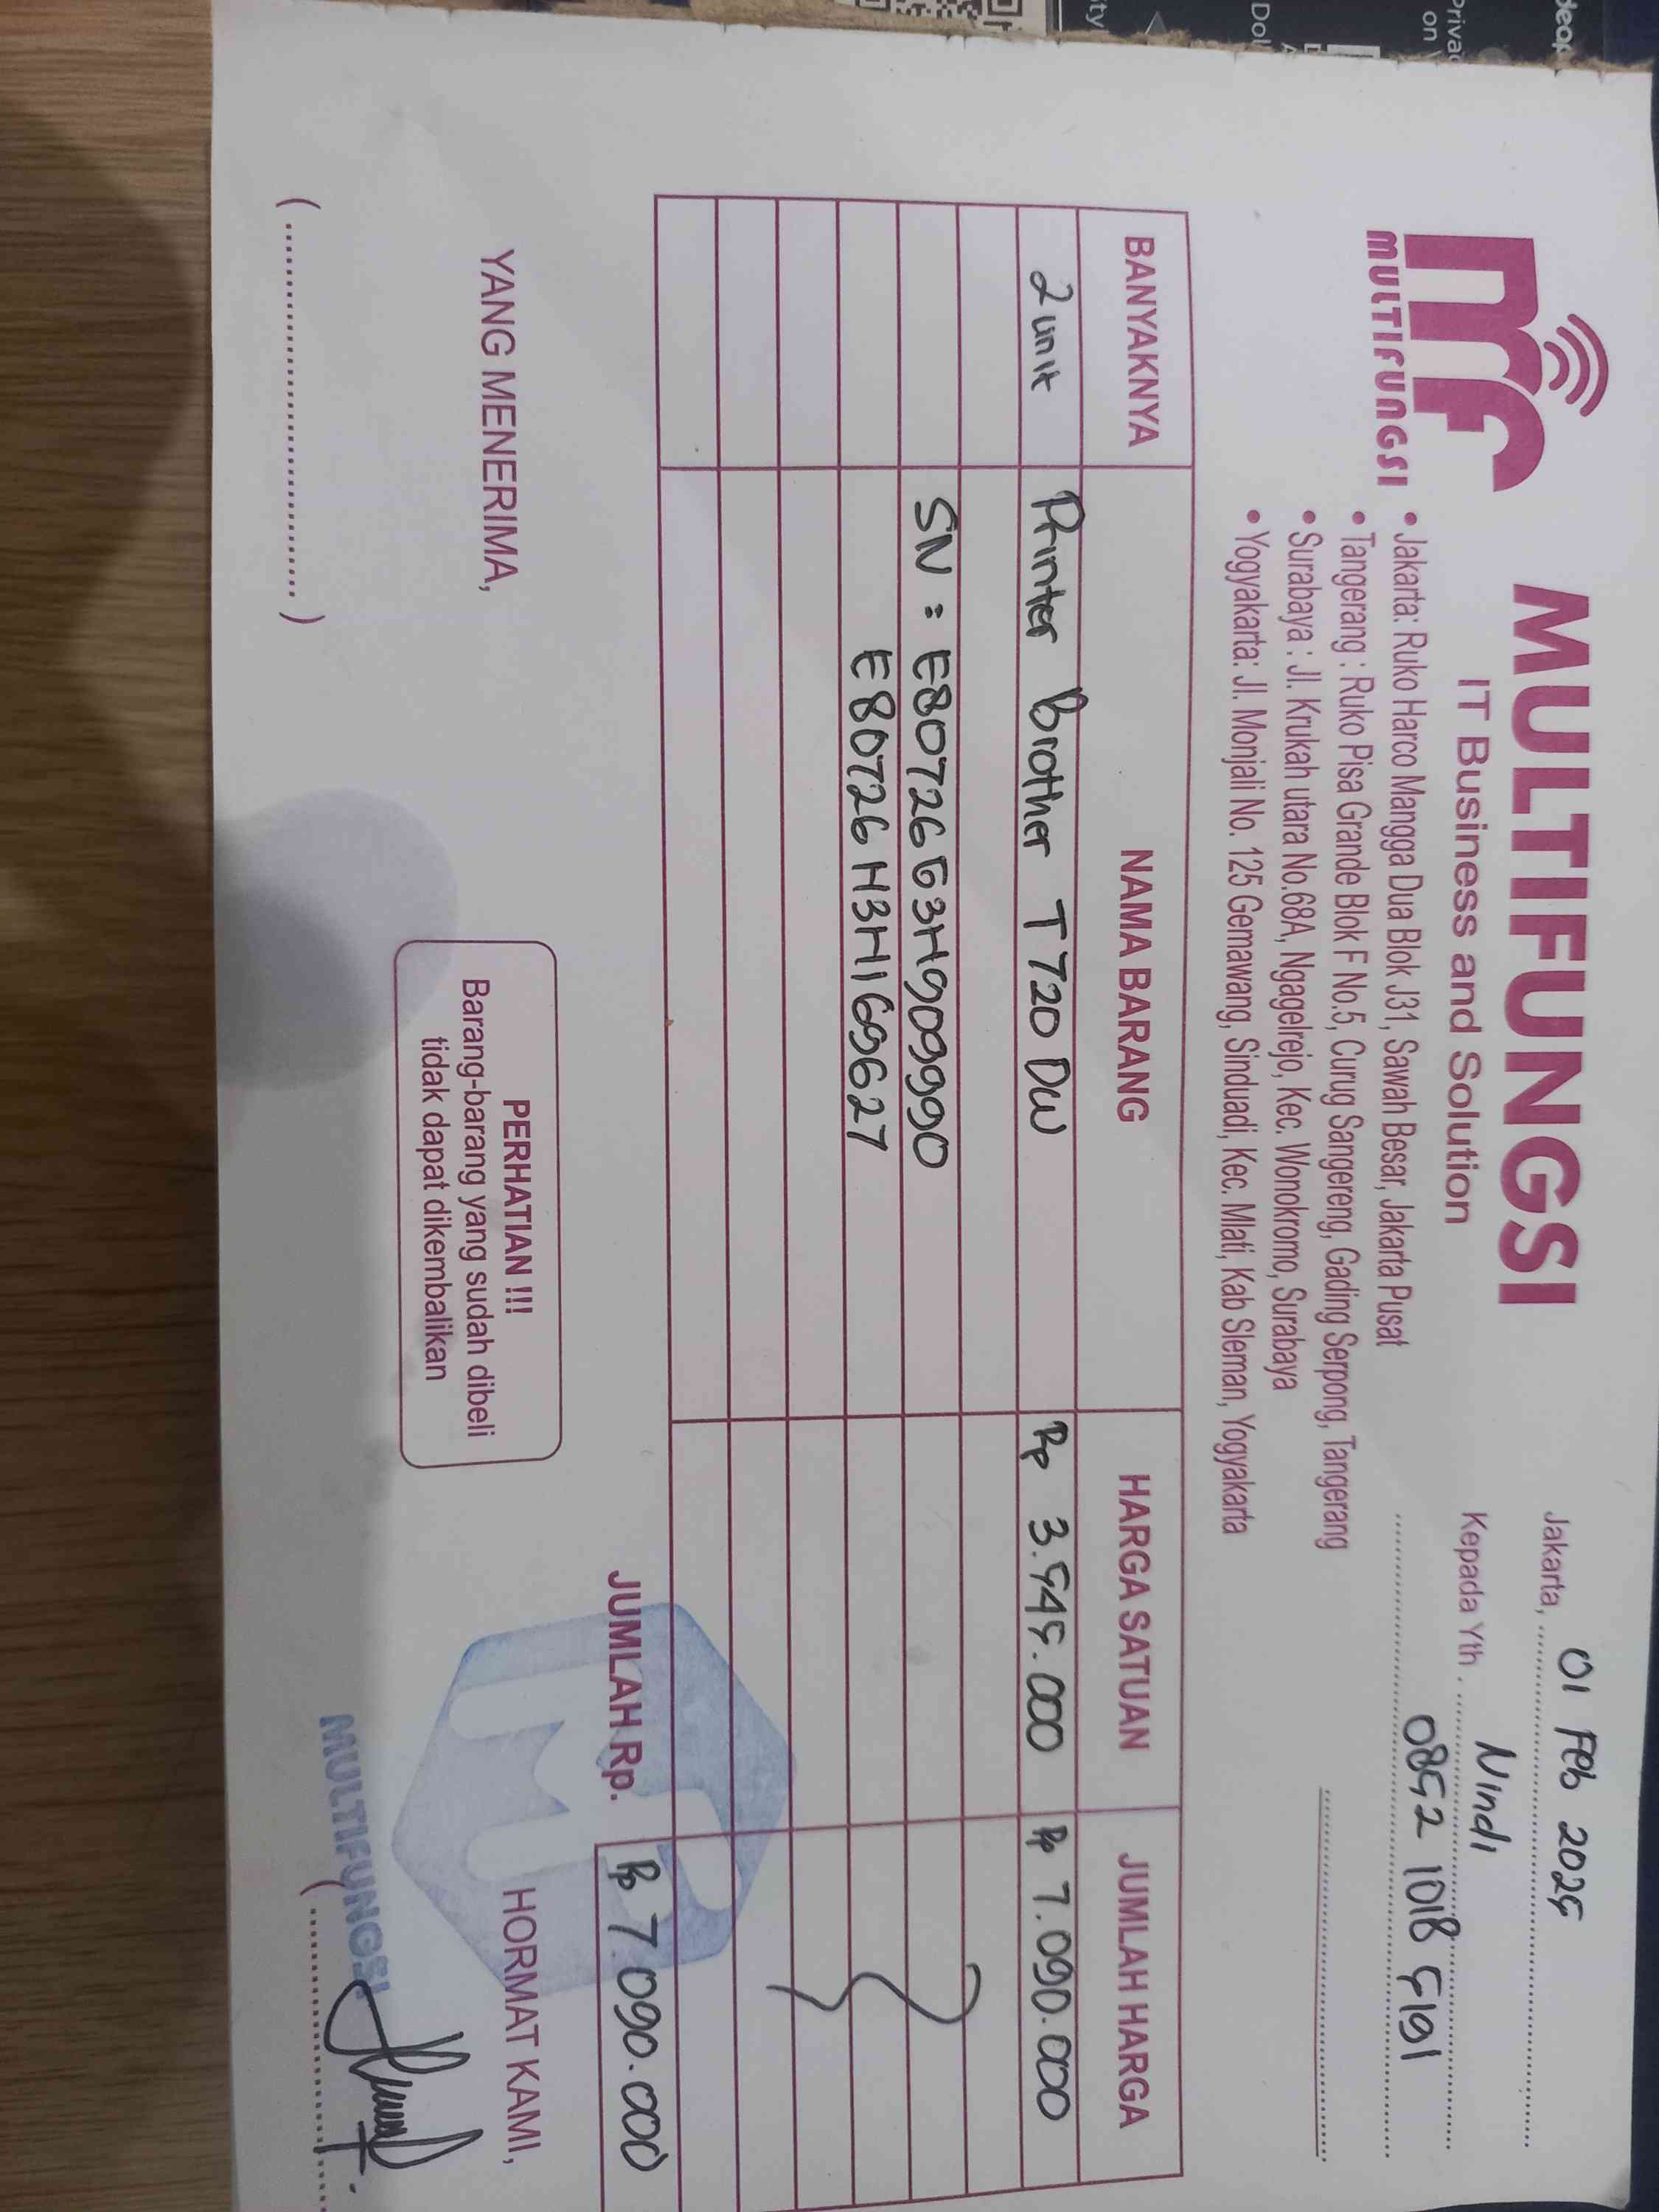 MULTIFUNGSI
IT Business and Solution
MULTIFUNGSI
• Jakarta: Ruko Harco Mangga Dua Blok J31, Sawah Besar, Jakarta Pusat
• Tangerang : Ruko Pisa Grande Blok F No.5, Curug Sangereng, Gading Serpong, Tangerang
• Surabaya : Jl. Krukah utara No.68A, Ngagelrejo, Kec. Wonokromo, Surabaya
• Yogyakarta: Jl. Monjali No. 125 Gemawang, Sinduadi, Kec. Mlati, Kab Sleman, Yogyakarta
Jakarta, 01 Feb 2025
Kepada Yth. Nindi
0852 1018 5191
BANYAKNYA NAMA BARANG HARGA SATUAN JUMLAH HARGA
2 unit Printer Brother T720 DW Rp 3.545.000 Rp 7.090.000
SN : E80726G3H909990
E80726H3H169627
JUMLAH Rp. Rp 7.090.000
YANG MENERIMA,
PERHATIAN !!!
Barang-barang yang sudah dibeli
tidak dapat dikembalikan
HORMAT KAMI,
MULTIFUNGSI